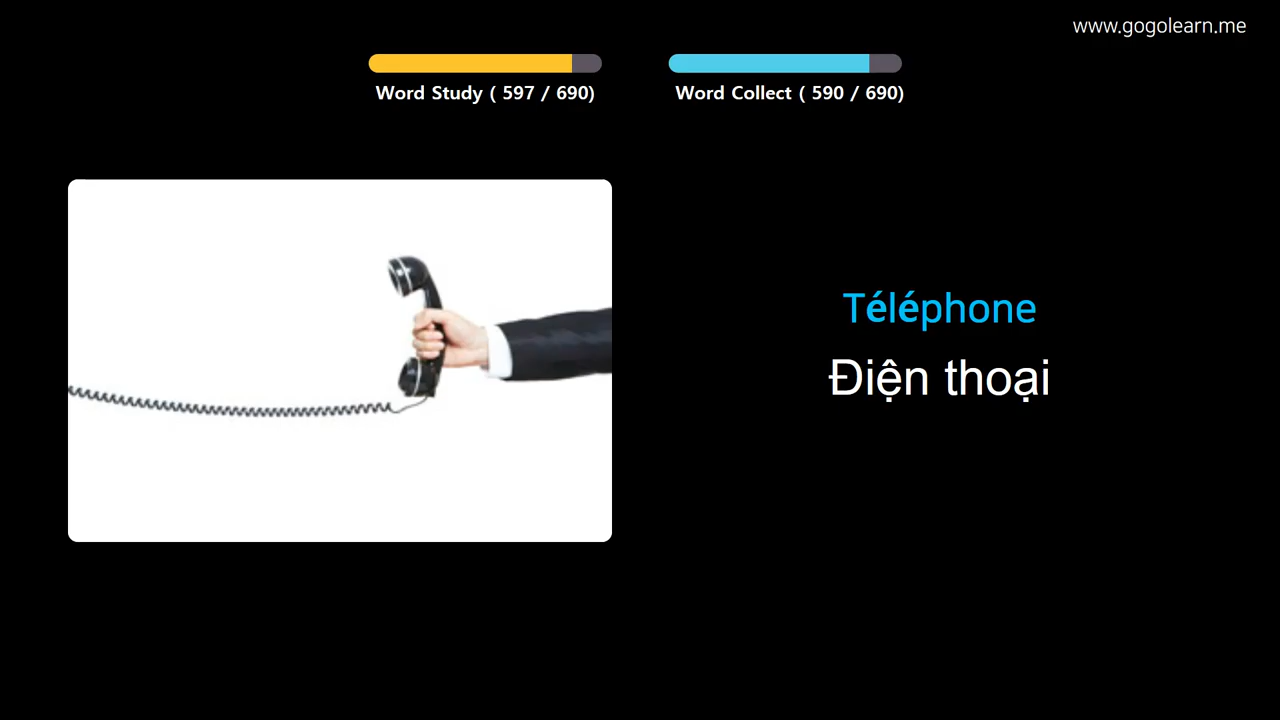 www.gogolearn.me
Word Study ( 597 / 690)
Word Collect ( 590 / 690)
Téléphone
Điện thoại